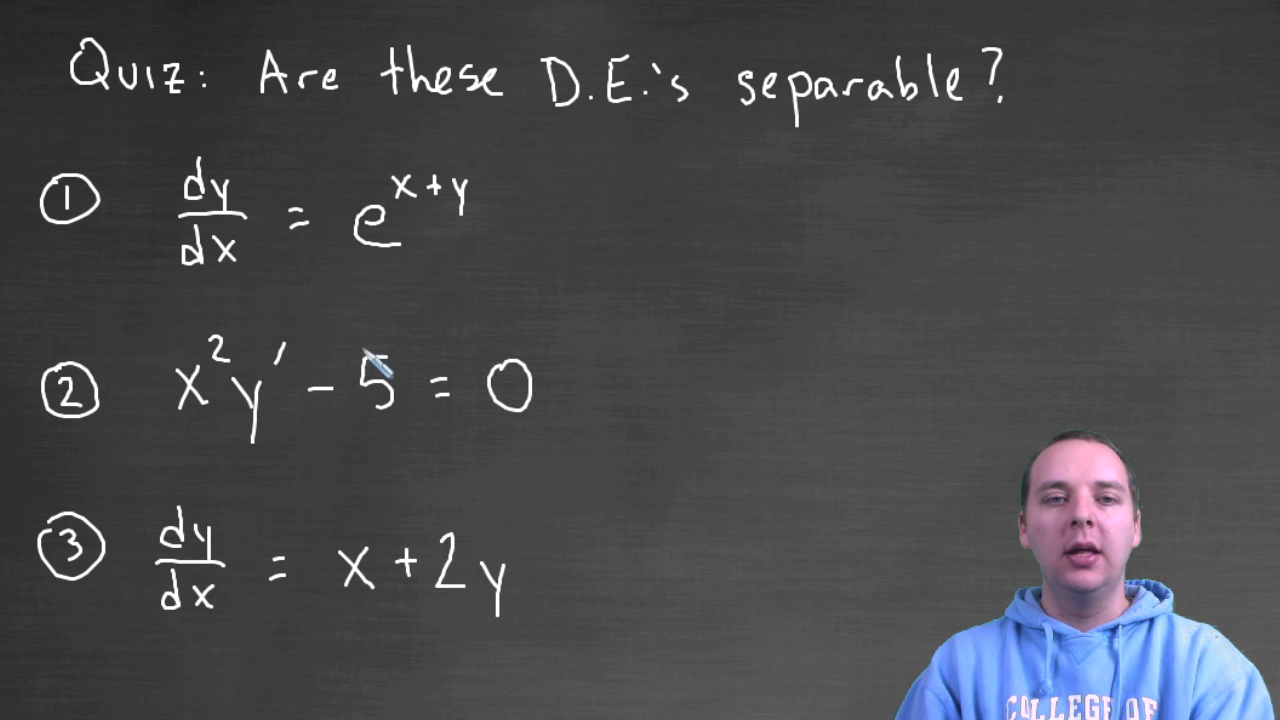 Quiz: Are these D.E.'s separable?
① dy/dx = e^(x+y)
② x²y' - 5 = 0
③ dy/dx = x + 2y
COLLEGE OF